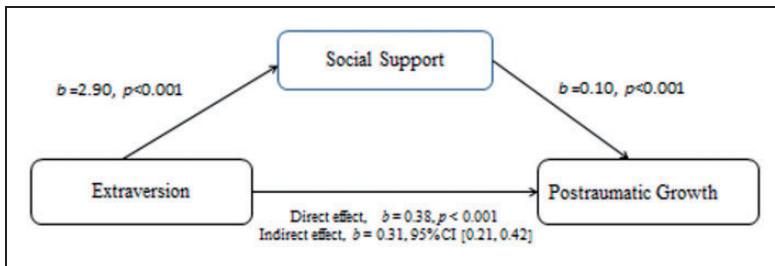 Social Support
b =2.90, p<0.001
b =0.10, p<0.001
Extraversion
Postraumatic Growth
Direct effect, b = 0.38, p < 0.001
Indirect effect, b = 0.31, 95%CI [0.21, 0.42]